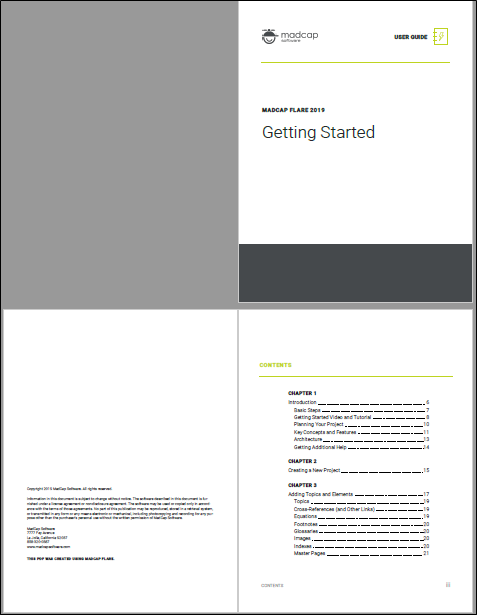 madcap
software
USER GUIDE
MADCAP FLARE 2019
Getting Started
Copyright © 2019 MadCap Software. All rights reserved.
Information in this document is subject to change without notice. The software described in this document is fur-
nished under a license agreement or nondisclosure agreement. The software may be used or copied only in accord-
ance with the terms of those agreements. No part of this publication may be reproduced, stored in a retrieval system,
or transmitted in any form or any means electronic or mechanical, including photocopying and recording for any pur-
pose other than the purchaser's personal use without the written permission of MadCap Software.
MadCap Software
7777 Fay Avenue
La Jolla, California 92037
858-320-0387
www.madcapsoftware.com
THIS PDF WAS CREATED USING MADCAP FLARE.
CONTENTS
CHAPTER 1
Introduction 6
Basic Steps 7
Getting Started Video and Tutorial 8
Planning Your Project 10
Key Concepts and Features 11
Architecture 13
Getting Additional Help 14
CHAPTER 2
Creating a New Project 15
CHAPTER 3
Adding Topics and Elements 17
Topics 19
Cross-References (and Other Links) 19
Equations 19
Footnotes 20
Glossaries 20
Images 20
Indexes 20
Master Pages 21
CONTENTS
iii